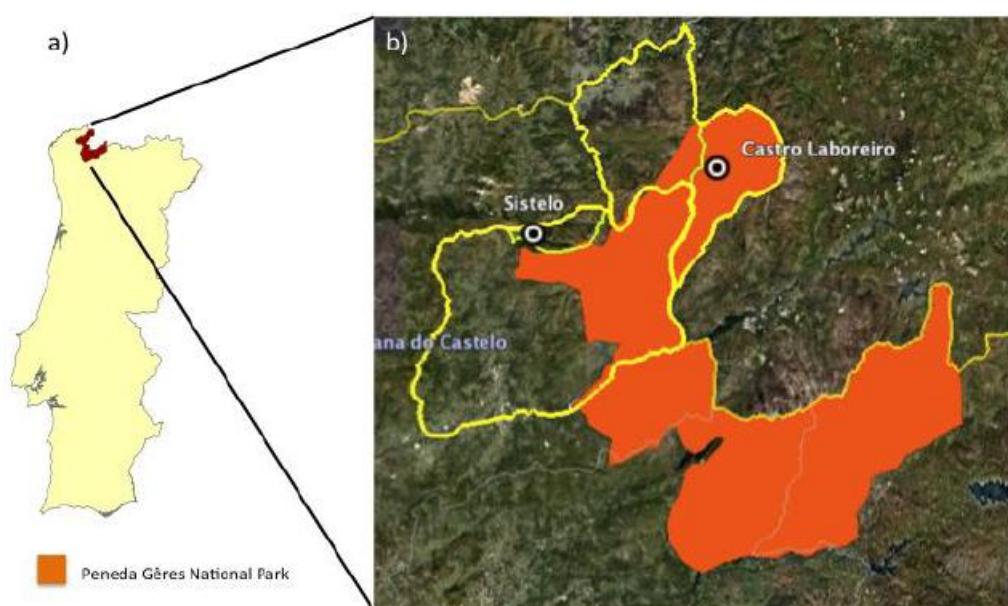 a)
b)
Castro Laboreiro
Sistelo
ana do Castelo
Peneda Gêres National Park